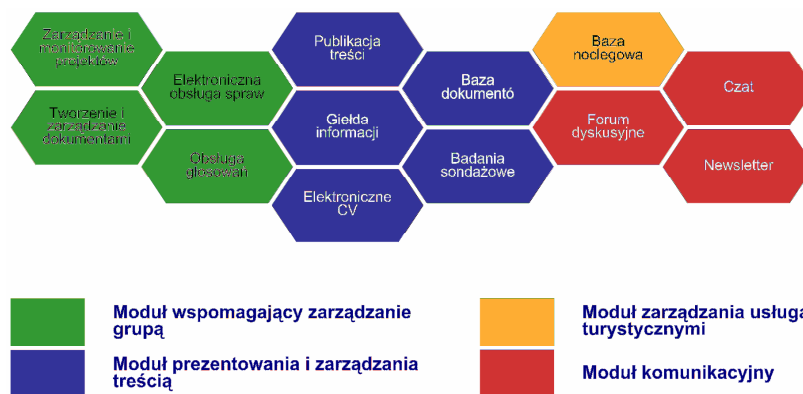 Zarządzanie i
monitorowanie
projektów
Tworzenie i
zarządzanie
dokumentami
Elektroniczna
obsługa spraw
Obsługa
głosowań
Publikacja
treści
Giełda
informacji
Elektroniczne
CV
Baza
dokumentó
Badania
sondażowe
Baza
noclegowa
Forum
dyskusyjne
Czat
Newsletter
Moduł wspomagający zarządzanie
grupą
Moduł prezentowania i zarządzania
treścią
Moduł zarządzania usługa
turystycznymi
Moduł komunikacyjny